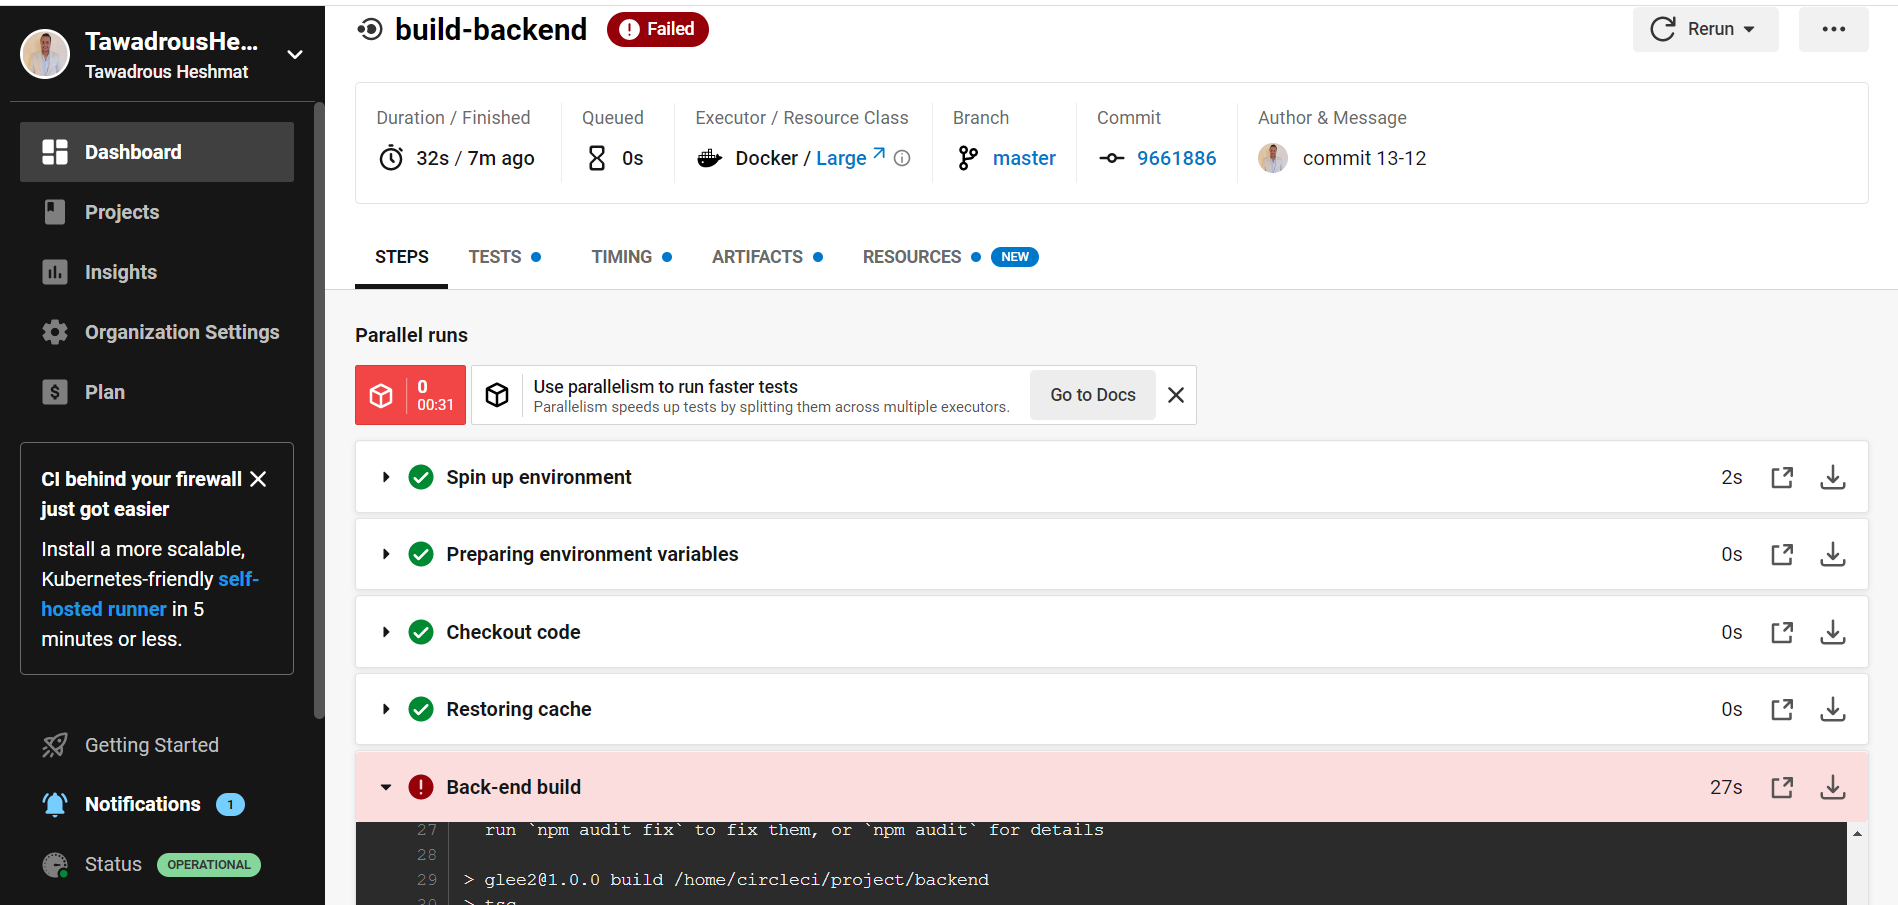 TawadrousHe...
Tawadrous Heshmat
Dashboard
Projects
Insights
Organization Settings
Plan
CI behind your firewall
just got easier
Install a more scalable,
Kubernetes-friendly self-
hosted runner in 5
minutes or less.
Getting Started
Notifications 1
Status OPERATIONAL
build-backend Failed
Rerun
Duration / Finished
32s / 7m ago
Queued
0s
Executor / Resource Class
Docker / Large
Branch
master
Commit
9661886
Author & Message
commit 13-12
STEPS TESTS TIMING ARTIFACTS RESOURCES NEW
Parallel runs
0
00:31
Use parallelism to run faster tests
Parallelism speeds up tests by splitting them across multiple executors.
Go to Docs
Spin up environment 2s
Preparing environment variables 0s
Checkout code 0s
Restoring cache 0s
Back-end build 27s
27 run `npm audit fix` to fix them, or `npm audit` for details
28
29 > glee2@1.0.0 build /home/circleci/project/backend
30 > tsc